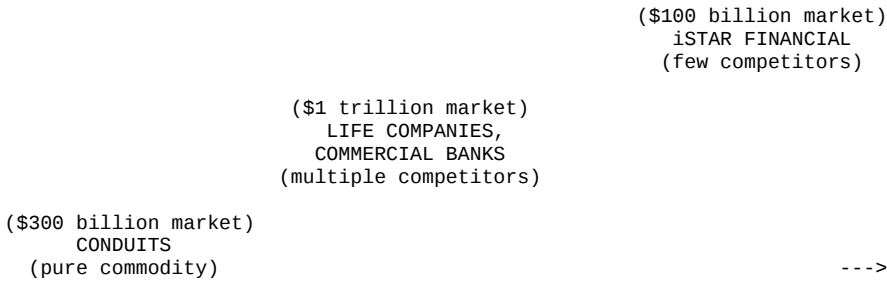 ($100 billion market)
iSTAR FINANCIAL
(few competitors)
($1 trillion market)
LIFE COMPANIES,
COMMERCIAL BANKS
(multiple competitors)
($300 billion market)
CONDUITS
(pure commodity) --->